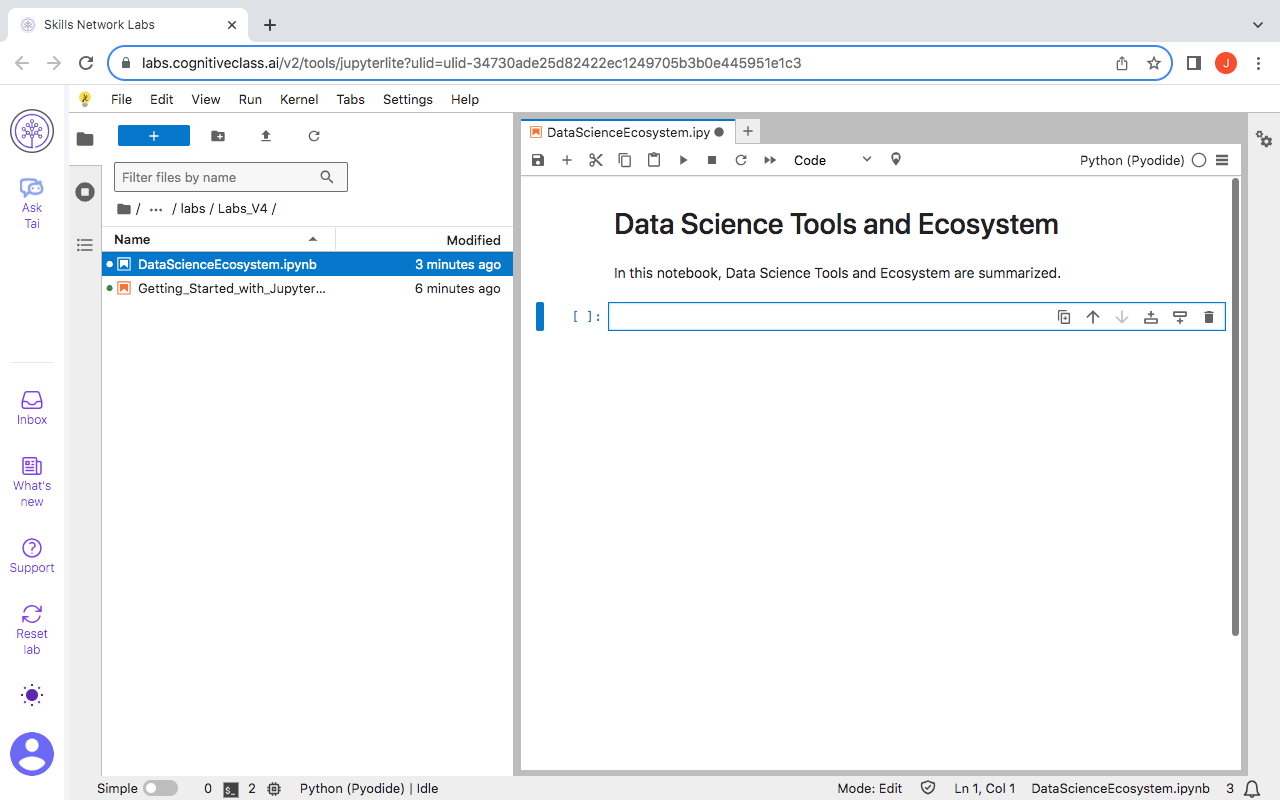 Skills Network Labs
labs.cognitiveclass.ai/v2/tools/jupyterlite?ulid=ulid-34730ade25d82422ec1249705b3b0e445951e1c3
J
File Edit View Run Kernel Tabs Settings Help
Ask
Tai
Inbox
What's
new
Support
Reset
lab
Filter files by name
/ ··· / labs / Labs_V4 /
Name Modified
DataScienceEcosystem.ipynb 3 minutes ago
Getting_Started_with_Jupyter... 6 minutes ago
DataScienceEcosystem.ipy
Code
Python (Pyodide)
Data Science Tools and Ecosystem
In this notebook, Data Science Tools and Ecosystem are summarized.
[ ]:
Simple 0 $_ 2 Python (Pyodide) | Idle Mode: Edit Ln 1, Col 1 DataScienceEcosystem.ipynb 3